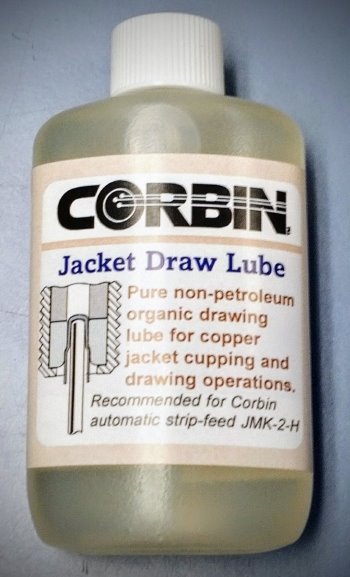 CORBIN
Jacket Draw Lube
Pure non-petroleum
organic drawing
lube for copper
jacket cupping and
drawing operations.
Recommended for Corbin
automatic strip-feed JMK-2-H